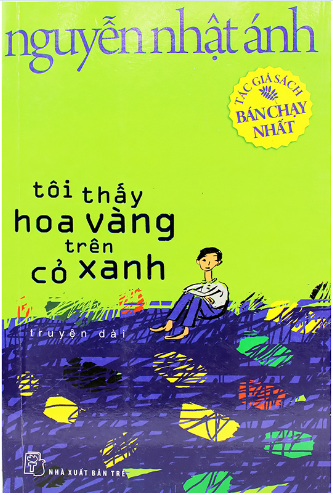 nguyễn nhật ánh
TÁC GIẢ SÁCH
BÁN CHẠY
NHẤT
tôi thấy
hoa vàng
trên
cỏ xanh
truyện dài
NHÀ XUẤT BẢN TRẺ